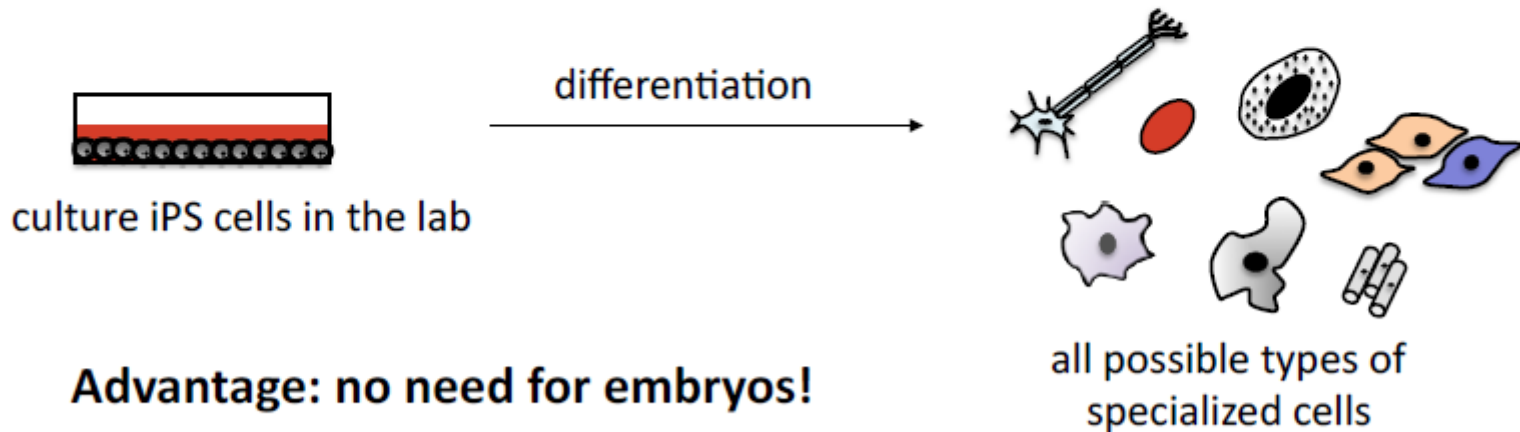 differentiation
culture iPS cells in the lab
all possible types of
specialized cells
Advantage: no need for embryos!